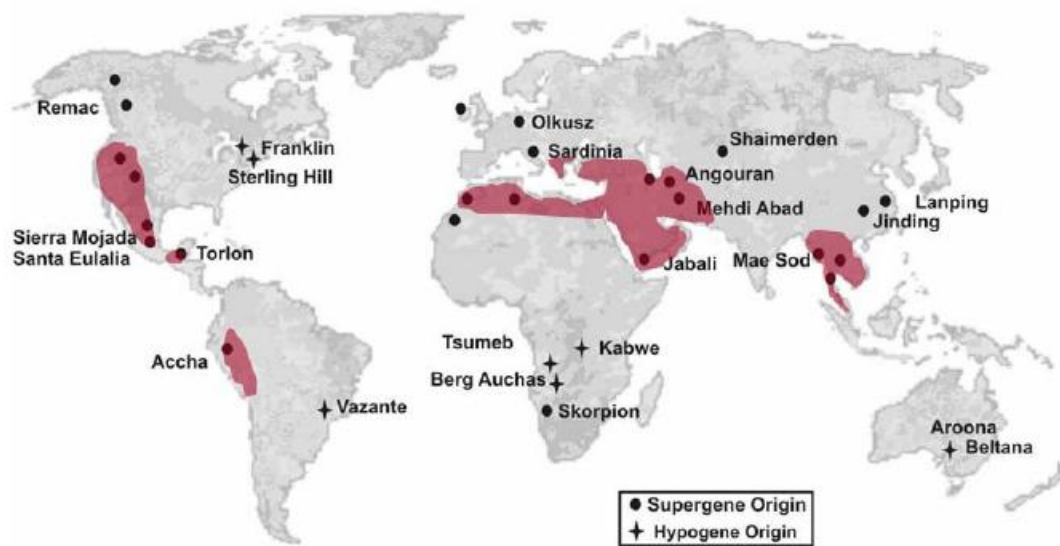 Remac
Franklin
Sterling Hill
Olkusz
Sardinia
Shaimerden
Angouran
Mehdi Abad
Lanping
Jinding
Sierra Mojada
Santa Eulalia
Torlon
Jabali
Mae Sod
Accha
Tsumeb
Kabwe
Berg Auchas
Vazante
Skorpion
Aroona
Beltana
Supergene Origin
Hypogene Origin